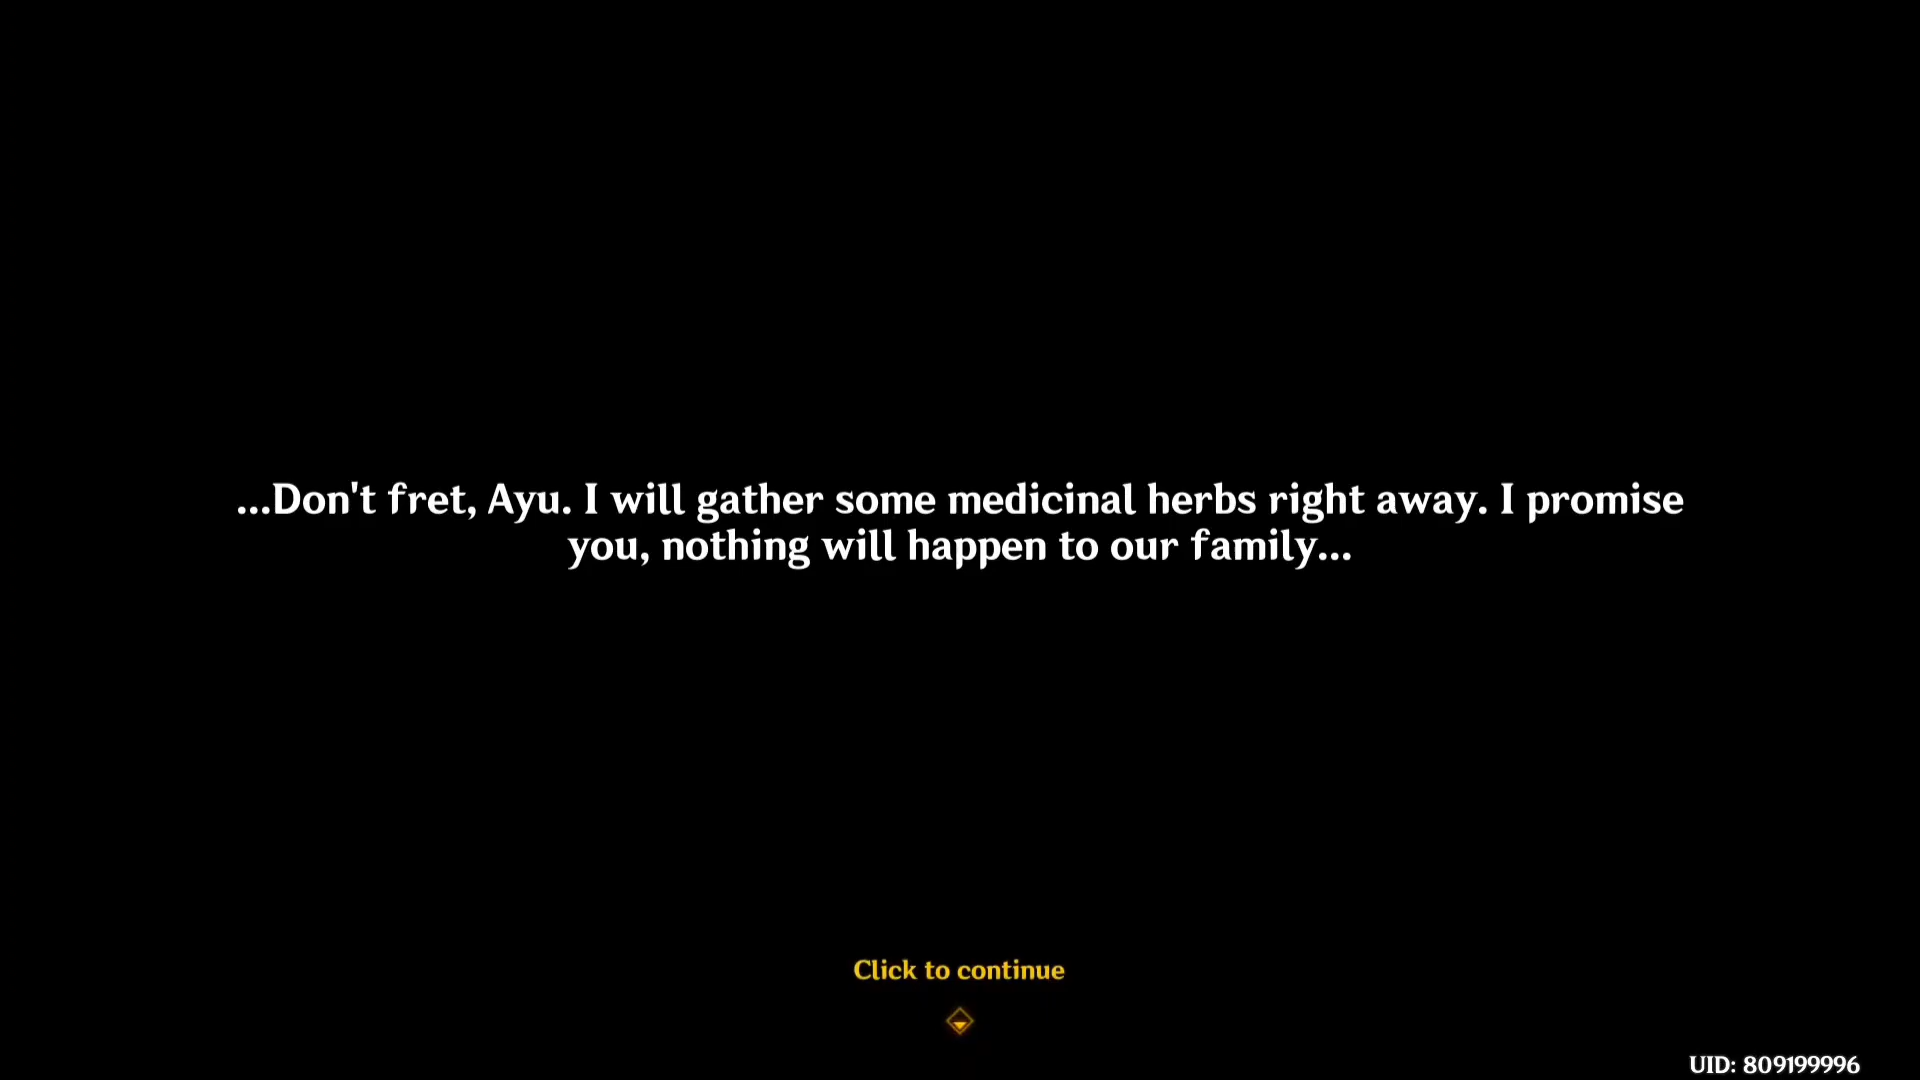 ...Don't fret, Ayu. I will gather some medicinal herbs right away. I promise
you, nothing will happen to our family...
Click to continue
UID: 809199996